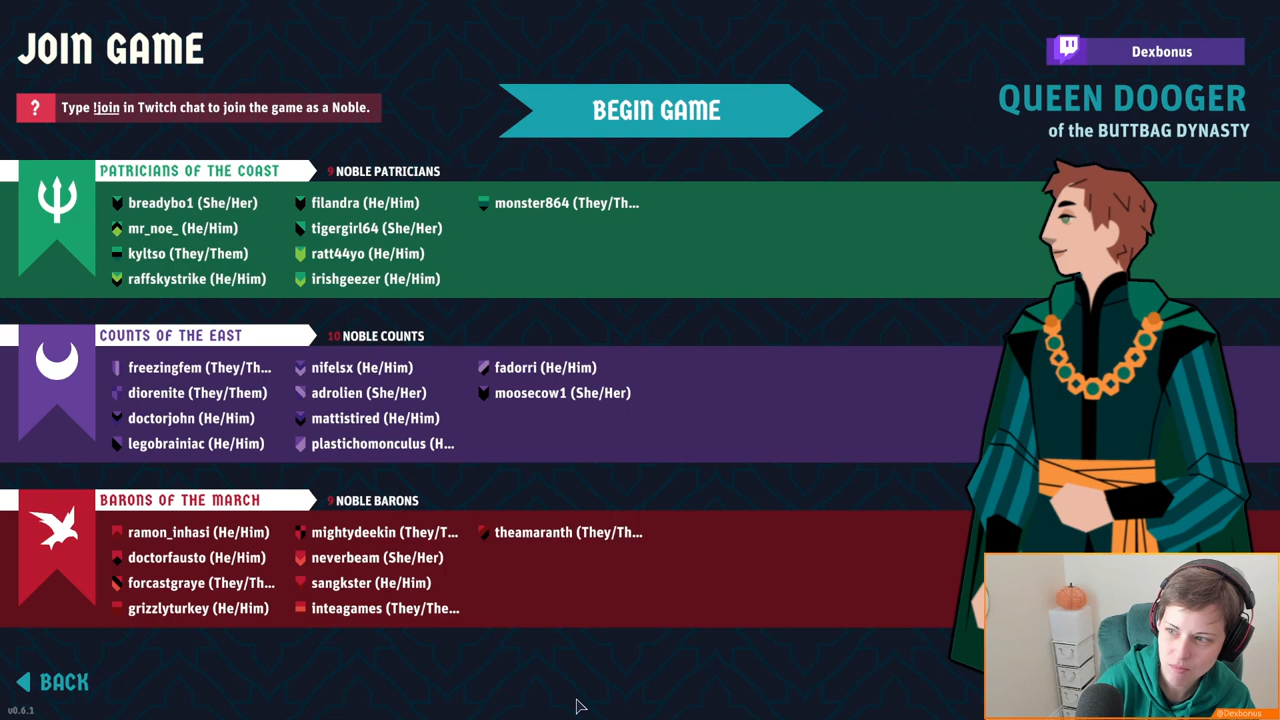 JOIN GAME
Dexbonus
? Type !join in Twitch chat to join the game as a Noble.
BEGIN GAME
QUEEN DOOGER
of the BUTTBAG DYNASTY
PATRICIANS OF THE COAST
9 NOBLE PATRICIANS
breadybo1 (She/Her) filandra (He/Him) monster864 (They/Th...
mr_noe_ (He/Him) tigergirl64 (She/Her)
kyltso (They/Them) ratt44yo (He/Him)
raffskystrike (He/Him) irishgeezer (He/Him)
COUNTS OF THE EAST
10 NOBLE COUNTS
freezingfem (They/Th... nifelsx (He/Him) fadorri (He/Him)
diorenite (They/Them) adrolien (She/Her) moosecow1 (She/Her)
doctorjohn (He/Him) mattistired (He/Him)
legobrainiac (He/Him) plastichomonculus (H...
BARONS OF THE MARCH
9 NOBLE BARONS
ramon_inhasi (He/Him) mightydeekin (They/T... theamaranth (They/Th...
doctorfausto (He/Him) neverbeam (She/Her)
forcastgraye (They/Th... sangkster (He/Him)
grizzlyturkey (He/Him) inteagames (They/The...
BACK
v0.6.1
@Dexbonus